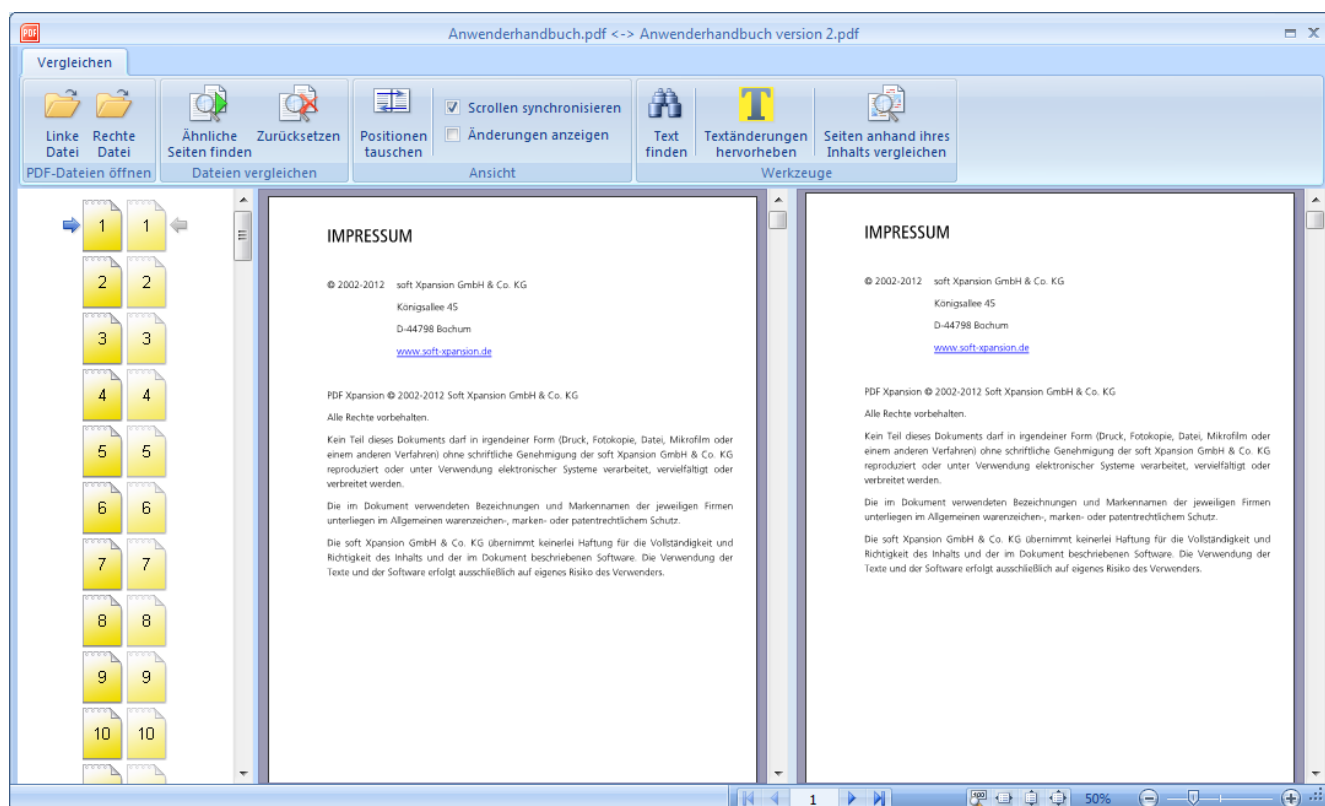 PDF
Anwenderhandbuch.pdf <-> Anwenderhandbuch version 2.pdf
Vergleichen
Linke Datei
Rechte Datei
PDF-Dateien öffnen
Ähnliche Seiten finden
Zurücksetzen
Dateien vergleichen
Positionen tauschen
Scrollen synchronisieren
Änderungen anzeigen
Ansicht
Text finden
T
Textänderungen hervorheben
Seiten anhand ihres Inhalts vergleichen
Werkzeuge
1 1
2 2
3 3
4 4
5 5
6 6
7 7
8 8
9 9
10 10
IMPRESSUM
© 2002-2012 soft Xpansion GmbH & Co. KG
Königsallee 45
D-44798 Bochum
www.soft-xpansion.de
PDF Xpansion © 2002-2012 Soft Xpansion GmbH & Co. KG
Alle Rechte vorbehalten.
Kein Teil dieses Dokuments darf in irgendeiner Form (Druck, Fotokopie, Datei, Mikrofilm oder
einem anderen Verfahren) ohne schriftliche Genehmigung der soft Xpansion GmbH & Co. KG
reproduziert oder unter Verwendung elektronischer Systeme verarbeitet, vervielfältigt oder
verbreitet werden.
Die im Dokument verwendeten Bezeichnungen und Markennamen der jeweiligen Firmen
unterliegen im Allgemeinen warenzeichen-, marken- oder patentrechtlichem Schutz.
Die soft Xpansion GmbH & Co. KG übernimmt keinerlei Haftung für die Vollständigkeit und
Richtigkeit des Inhalts und der im Dokument beschriebenen Software. Die Verwendung der
Texte und der Software erfolgt ausschließlich auf eigenes Risiko des Verwenders.
IMPRESSUM
© 2002-2012 soft Xpansion GmbH & Co. KG
Königsallee 45
D-44798 Bochum
www.soft-xpansion.de
PDF Xpansion © 2002-2012 Soft Xpansion GmbH & Co. KG
Alle Rechte vorbehalten.
Kein Teil dieses Dokuments darf in irgendeiner Form (Druck, Fotokopie, Datei, Mikrofilm oder
einem anderen Verfahren) ohne schriftliche Genehmigung der soft Xpansion GmbH & Co. KG
reproduziert oder unter Verwendung elektronischer Systeme verarbeitet, vervielfältigt oder
verbreitet werden.
Die im Dokument verwendeten Bezeichnungen und Markennamen der jeweiligen Firmen
unterliegen im Allgemeinen warenzeichen-, marken- oder patentrechtlichem Schutz.
Die soft Xpansion GmbH & Co. KG übernimmt keinerlei Haftung für die Vollständigkeit und
Richtigkeit des Inhalts und der im Dokument beschriebenen Software. Die Verwendung der
Texte und der Software erfolgt ausschließlich auf eigenes Risiko des Verwenders.
1
50%